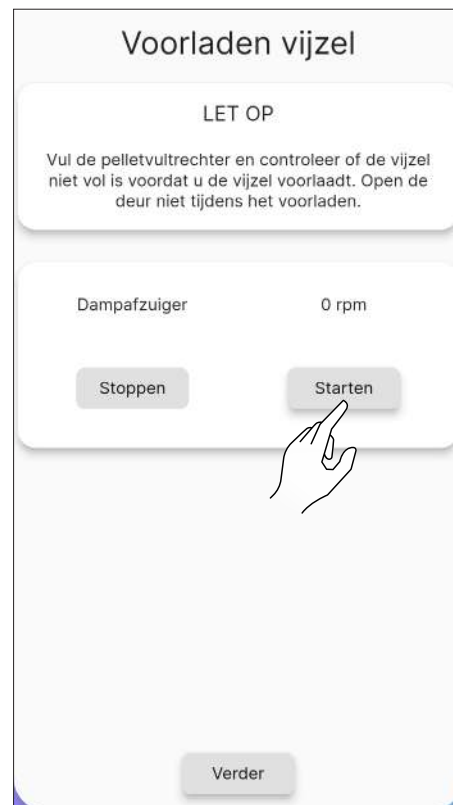 Voorladen vijzel
LET OP
Vul de pelletvultrechter en controleer of de vijzel
niet vol is voordat u de vijzel voorlaadt. Open de
deur niet tijdens het voorladen.
Dampafzuiger 0 rpm
Stoppen Starten
Verder